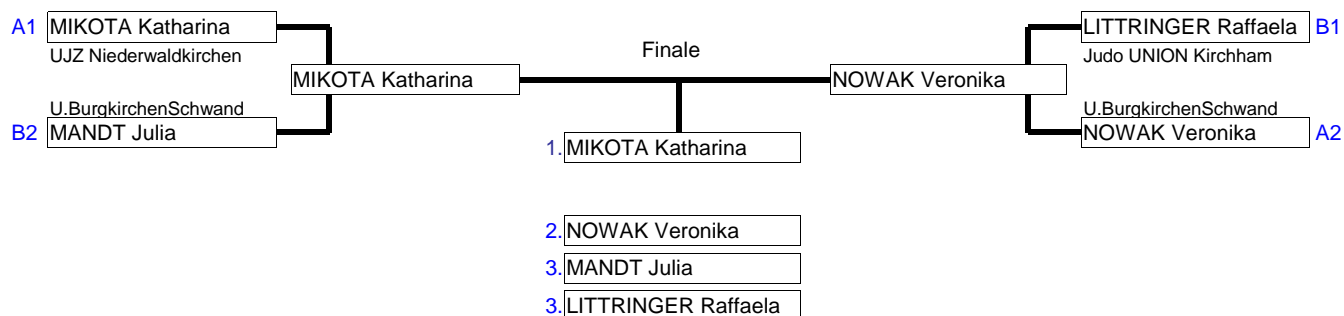 A1 MIKOTA Katharina
UJZ Niederwaldkirchen
MIKOTA Katharina
U.BurgkirchenSchwand
B2 MANDT Julia
Finale
LITTRINGER Raffaela B1
Judo UNION Kirchham
NOWAK Veronika
U.BurgkirchenSchwand
NOWAK Veronika A2
1. MIKOTA Katharina
2. NOWAK Veronika
3. MANDT Julia
3. LITTRINGER Raffaela